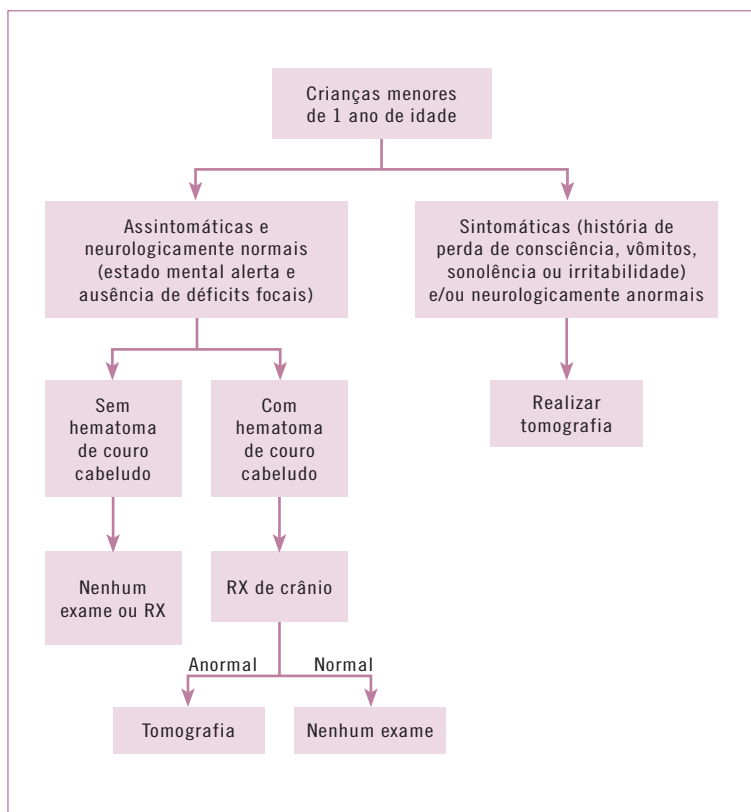 Crianças menores
de 1 ano de idade
Assintomáticas e
neurologicamente normais
(estado mental alerta e
ausência de déficits focais)
Sintomáticas (história de
perda de consciência, vômitos,
sonolência ou irritabilidade)
e/ou neurologicamente anormais
Sem
hematoma
de couro
cabeludo
Com
hematoma
de couro
cabeludo
Realizar
tomografia
Nenhum
exame ou RX
RX de crânio
Anormal
Normal
Tomografia
Nenhum exame